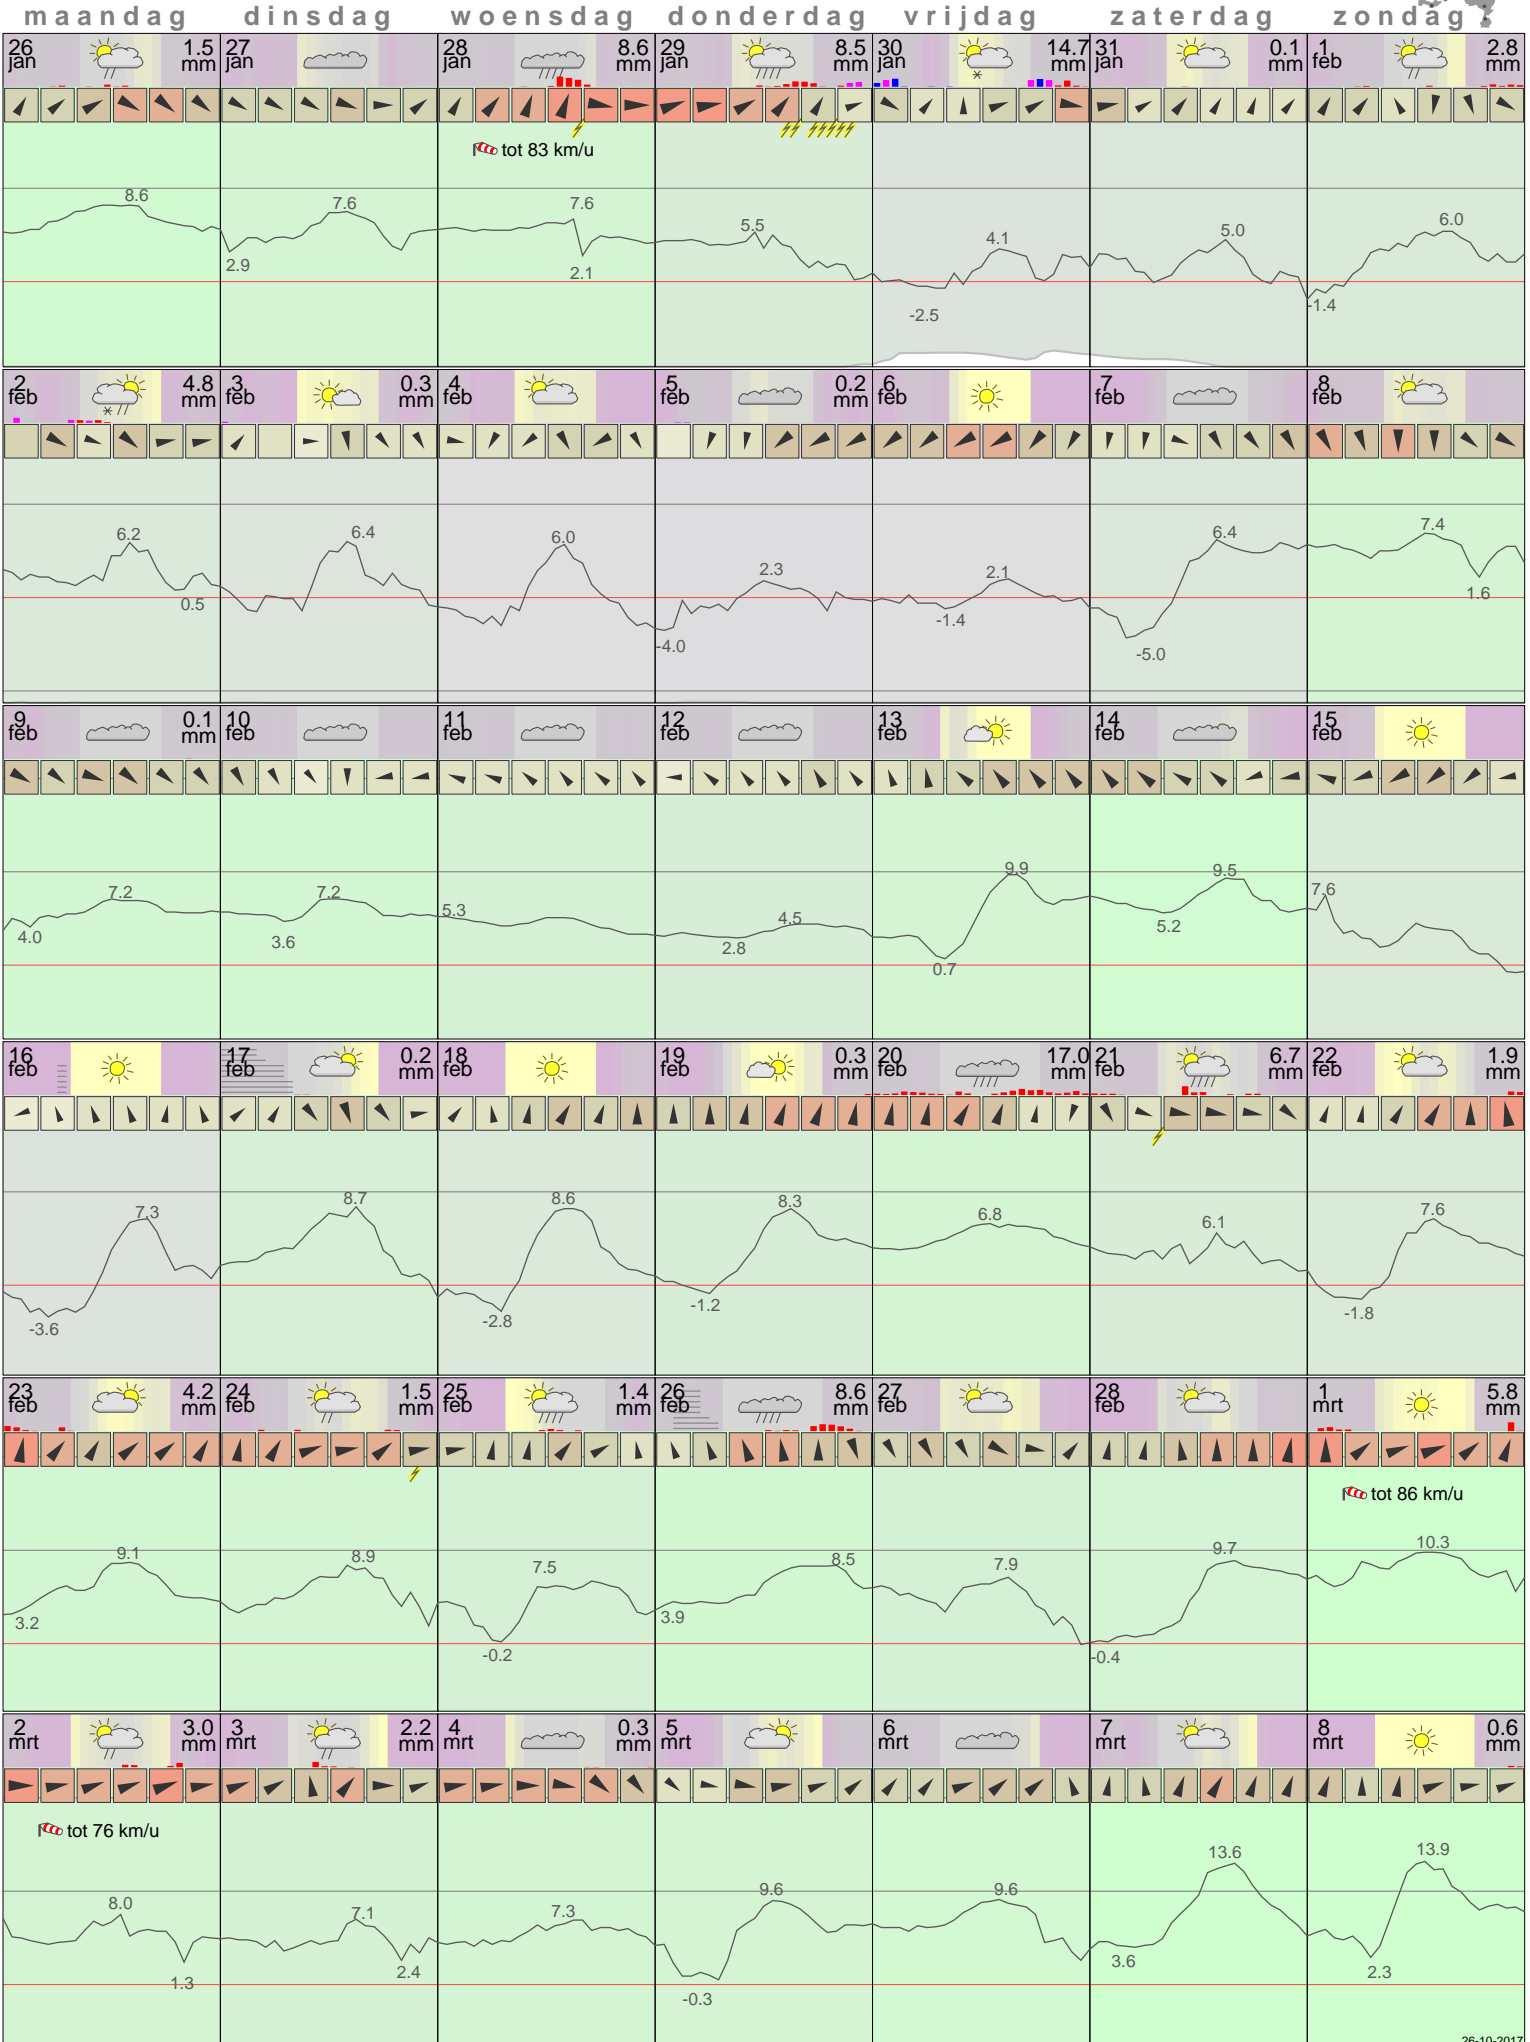 maandag dinsdag woensdag donderdag vrijdag zaterdag zondag
26 1.5 27 28 8.6 29 8.5 30 14.7 31 0.1 1 2.8
jan mm jan jan mm jan mm jan mm jan mm feb mm
tot 83 km/u
8.6 7.6 7.6 5.5 4.1 5.0 6.0
2.9 2.1 -2.5 -1.4
2 4.8 3 0.3 4 5 0.2 6 7 8
feb mm feb mm feb feb mm feb feb feb
6.2 6.4 6.0 2.3 2.1 6.4 7.4
0.5 -4.0 -1.4 -5.0 1.6
9 0.1 10 11 12 13 14 15
feb mm feb feb feb feb feb feb
7.2 7.2 5.3 4.5 9.9 9.5 7.6
4.0 3.6 2.8 0.7 5.2
16 17 0.2 18 19 0.3 20 17.0 21 6.7 22 1.9
feb feb mm feb feb mm feb mm feb mm feb mm
7.3 8.7 8.6 8.3 6.8 6.1 7.6
-3.6 -2.8 -1.2 -1.8
23 4.2 24 1.5 25 1.4 26 8.6 27 28 1 5.8
feb mm feb mm feb mm feb mm feb feb mrt mm
tot 86 km/u
9.1 8.9 7.5 8.5 7.9 9.7 10.3
3.2 -0.2 3.9 -0.4
2 3.0 3 2.2 4 0.3 5 6 7 8 0.6
mrt mm mrt mm mrt mm mrt mrt mrt mrt mm
tot 76 km/u
8.0 7.1 7.3 9.6 9.6 13.6 13.9
1.3 2.4 -0.3 3.6 2.3
26-10-2017